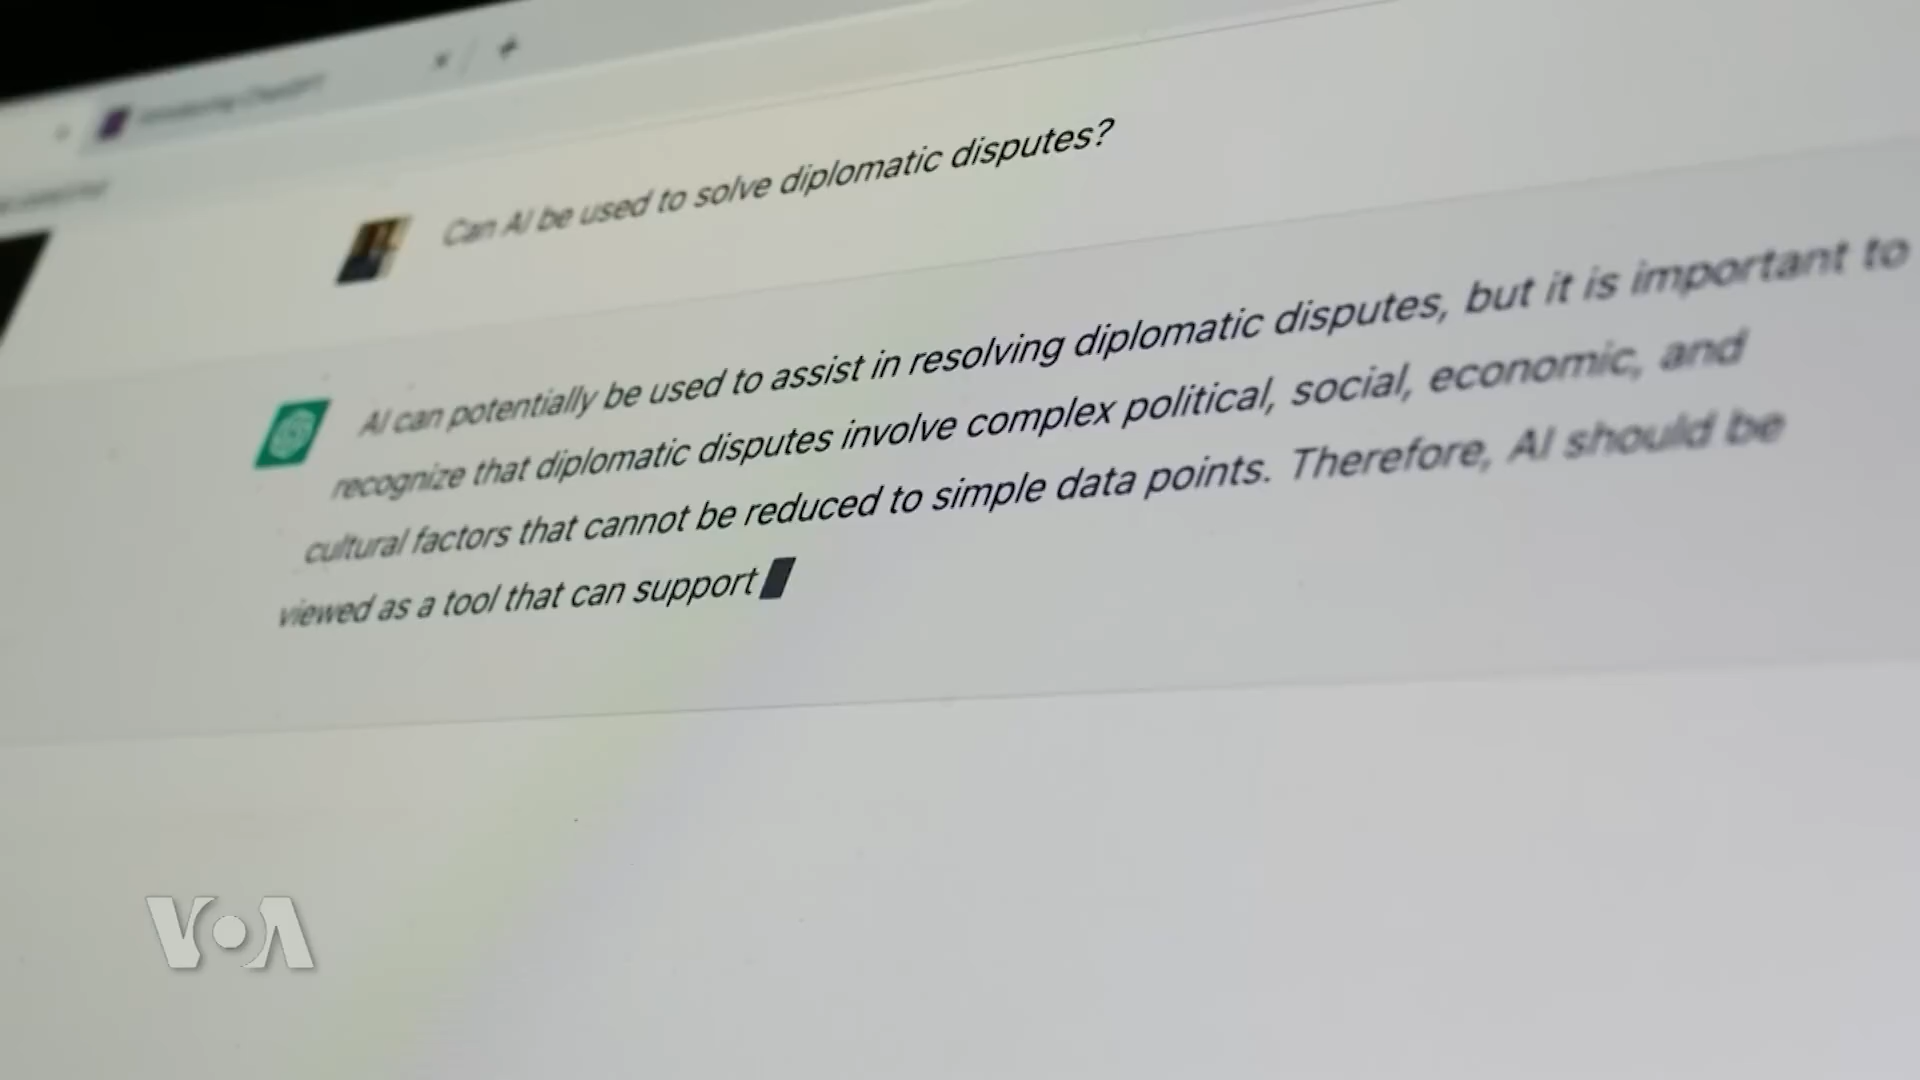 Can AI be used to solve diplomatic disputes?
AI can potentially be used to assist in resolving diplomatic disputes, but it is important to
recognize that diplomatic disputes involve complex political, social, economic, and
cultural factors that cannot be reduced to simple data points. Therefore, AI should be
viewed as a tool that can support
VOA